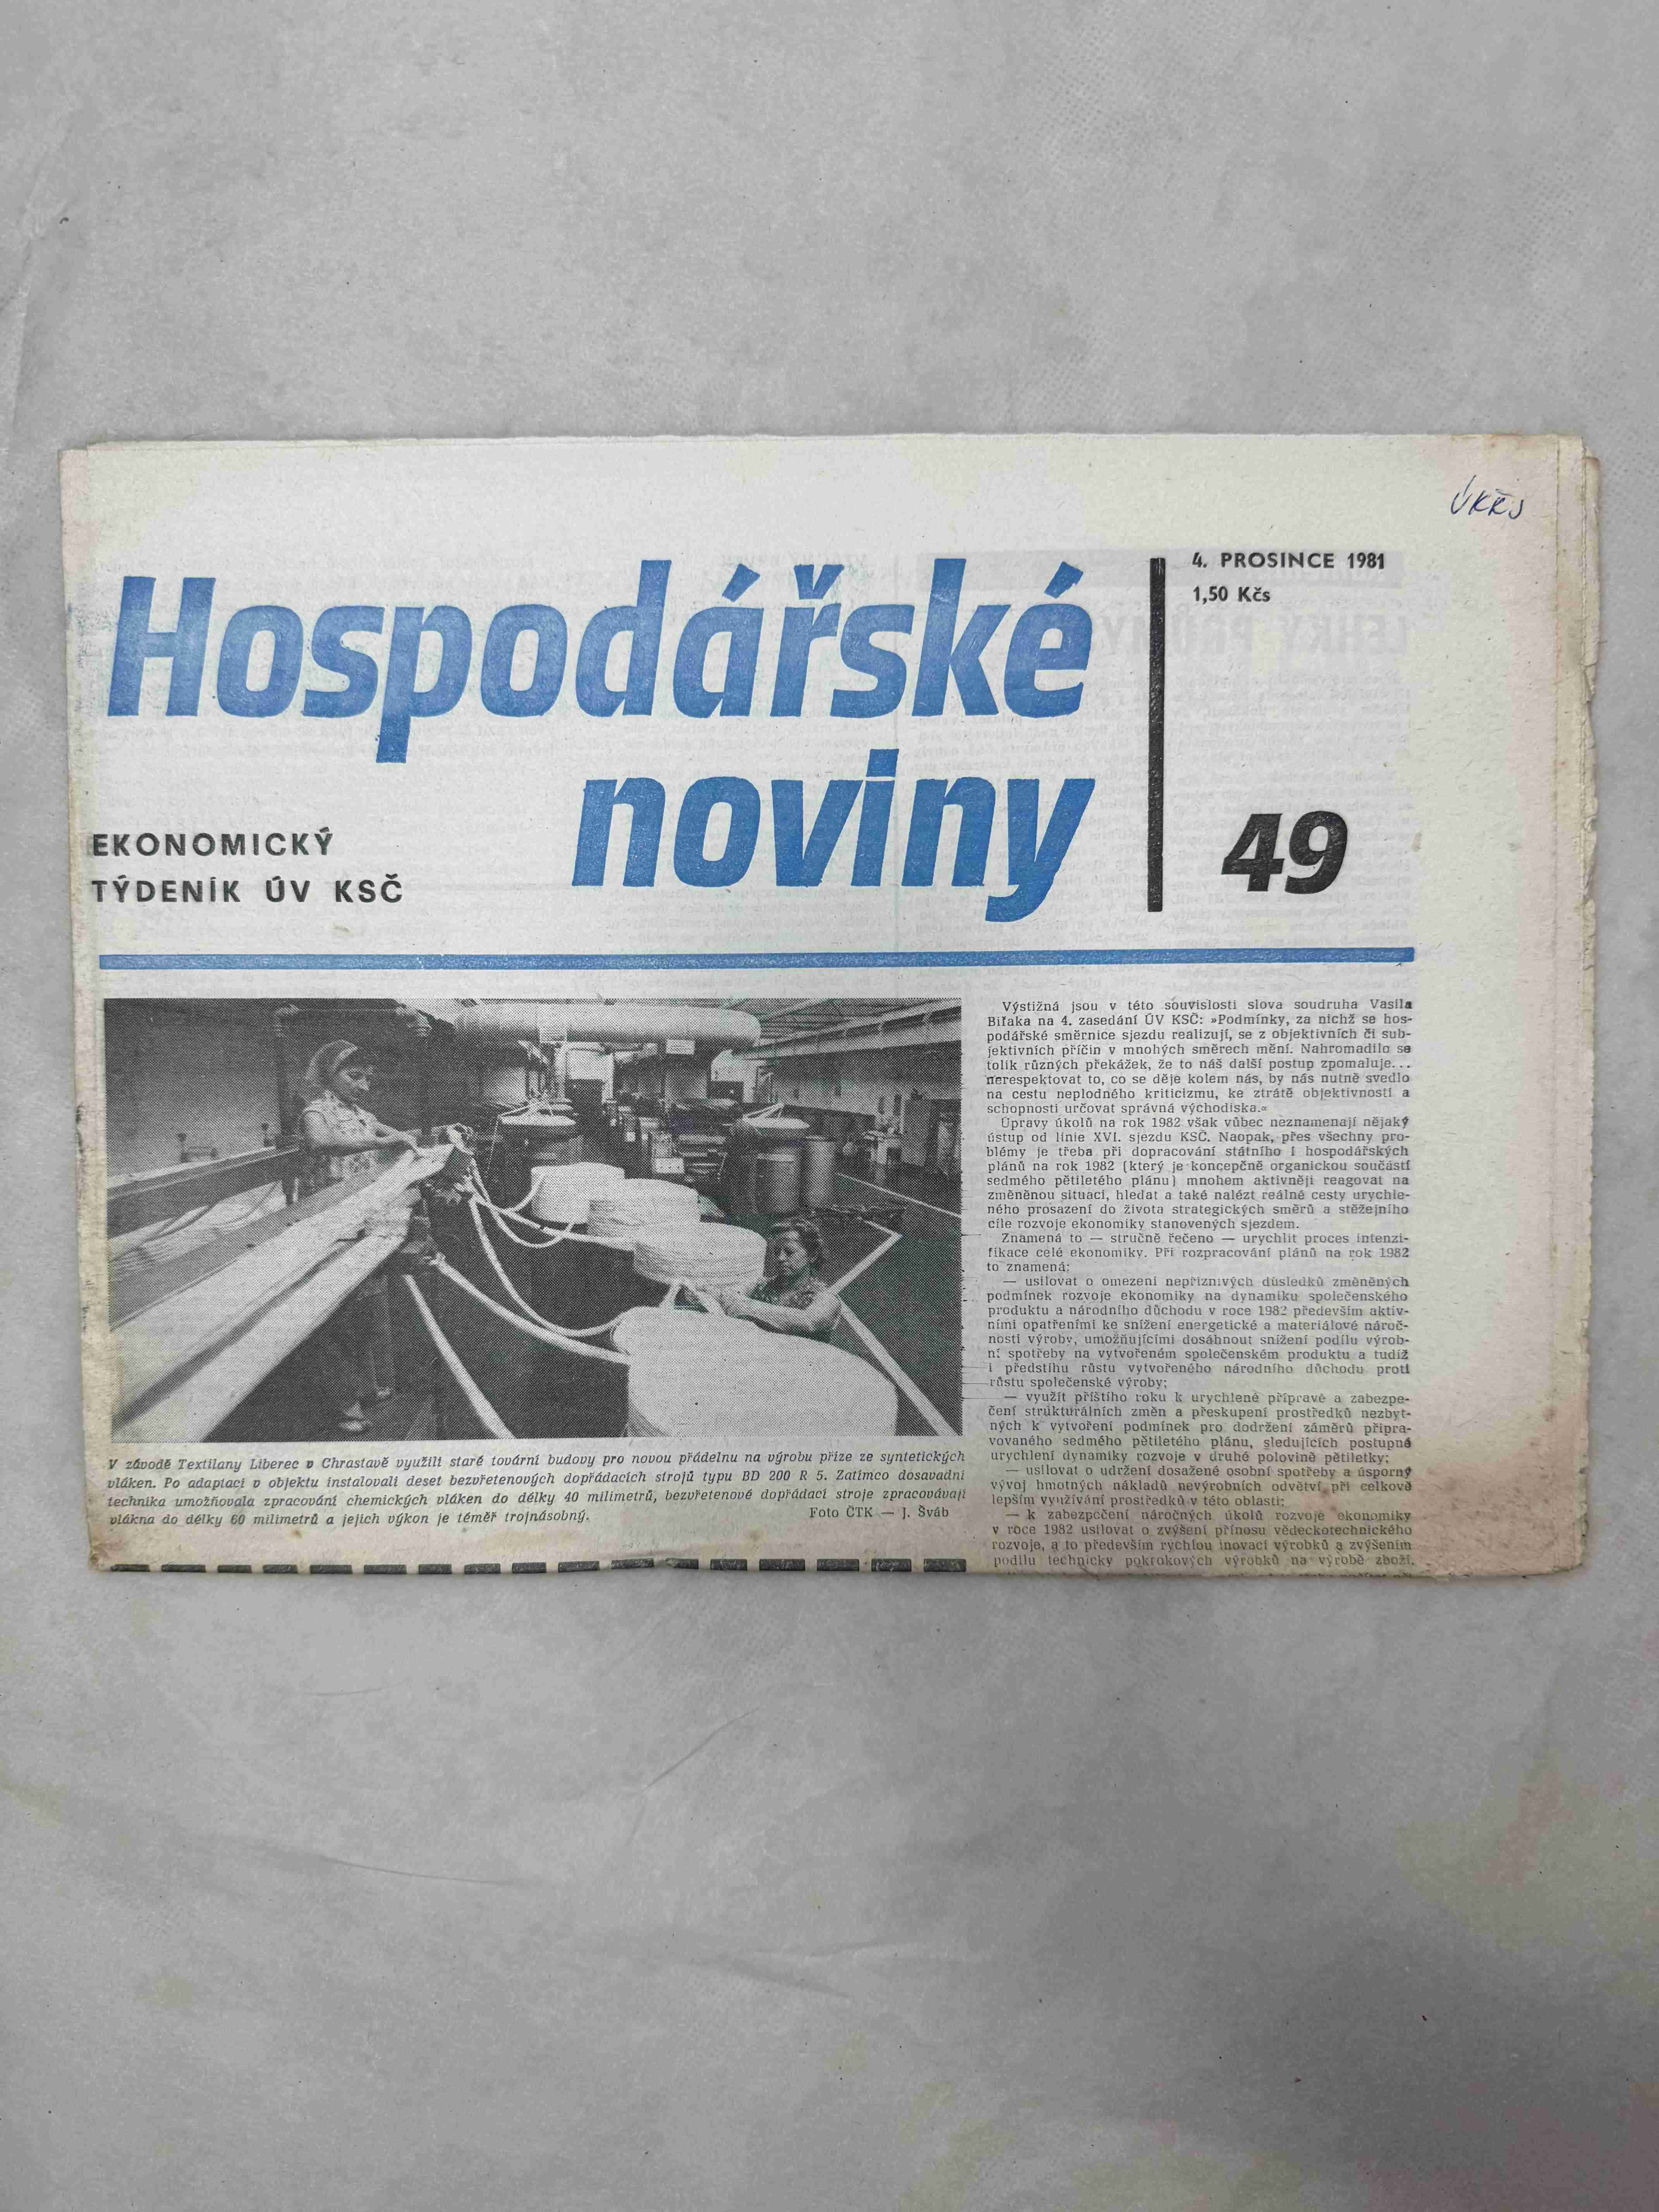 ÚKŘJ
4. PROSINCE 1981
1,50 Kčs
Hospodářské
noviny
EKONOMICKÝ
TÝDENÍK ÚV KSČ
49
V závodě Textilany Liberec v Chrastavě využili staré tovární budovy pro novou přádelnu na výrobu příze ze syntetických
vláken. Po adaptaci v objektu instalovali deset bezvřetenových dopřádacích strojů typu BD 200 R 5. Zatímco dosavadní
technika umožňovala zpracování chemických vláken do délky 40 milimetrů, bezvřetenové dopřádací stroje zpracovávají
vlákna do délky 60 milimetrů a jejich výkon je téměř trojnásobný.
Foto ČTK — J. Šváb
Výstižná jsou v této souvislosti slova soudruha Vasila
Biľaka na 4. zasedání ÚV KSČ: »Podmínky, za nichž se hos-
podářské směrnice sjezdu realizují, se z objektivních či sub-
jektivních příčin v mnohých směrech mění. Nahromadilo se
tolik různých překážek, že to náš další postup zpomaluje...
nerespektovat to, co se děje kolem nás, by nás nutně svedlo
na cestu neplodného kriticizmu, ke ztrátě objektivnosti a
schopnosti určovat správná východiska.«
Úpravy úkolů na rok 1982 však vůbec neznamenají nějaký
ústup od linie XVI. sjezdu KSČ. Naopak, přes všechny pro-
blémy je třeba při dopracování státního i hospodářských
plánů na rok 1982 (který je koncepčně organickou součástí
sedmého pětiletého plánu) mnohem aktivněji reagovat na
změněnou situaci, hledat a také nalézt reálné cesty urychle-
ného prosazení do života strategických směrů a stěžejního
cíle rozvoje ekonomiky stanovených sjezdem.
Znamená to — stručně řečeno — urychlit proces intenzi-
fikace celé ekonomiky. Při rozpracování plánů na rok 1982
to znamená:
— usilovat o omezení nepříznivých důsledků změněných
podmínek rozvoje ekonomiky na dynamiku společenského
produktu a národního důchodu v roce 1982 především aktiv-
ními opatřeními ke snížení energetické a materiálové nároč-
nosti výroby, umožňujícími dosáhnout snížení podílu výrob-
ní spotřeby na vytvořeném společenském produktu a tudíž
i předstihu růstu vytvořeného národního důchodu proti
růstu společenské výroby;
— využít příštího roku k urychlené přípravě a zabezpe-
čení strukturálních změn a přeskupení prostředků nezbyt-
ných k vytvoření podmínek pro dodržení záměrů připra-
vovaného sedmého pětiletého plánu, sledujících postupné
urychlení dynamiky rozvoje v druhé polovině pětiletky;
— usilovat o udržení dosažené osobní spotřeby a úsporný
vývoj hmotných nákladů nevýrobních odvětví při celkově
lepším využívání prostředků v této oblasti;
— k zabezpečení náročných úkolů rozvoje ekonomiky
v roce 1982 usilovat o zvýšení přínosu vědeckotechnického
rozvoje, a to především rychlou inovací výrobků a zvýšením
podílu technicky pokrokových výrobků na výrobě zboží.